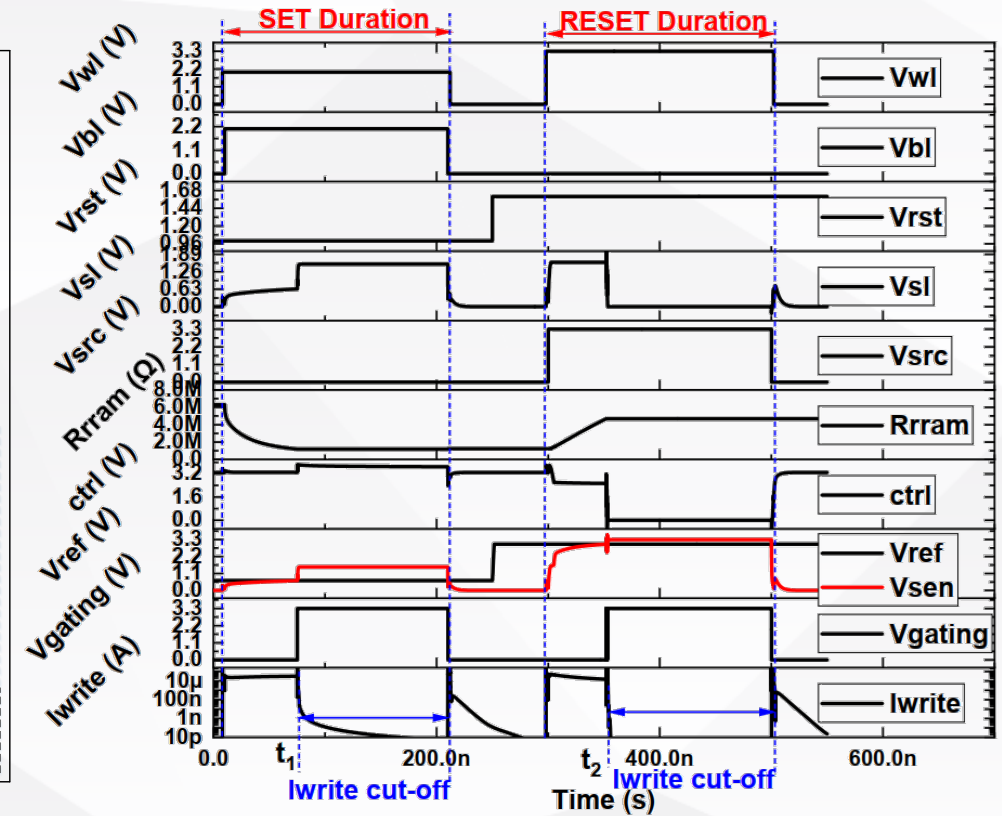 SET Duration
RESET Duration
Vwl (V)
3.3
2.2
1.1
0.0
Vwl
Vbl (V)
2.2
1.1
0.0
Vbl
Vrst (V)
1.68
1.44
1.20
0.96
Vrst
Vsl (V)
1.89
1.26
0.63
0.00
Vsl
Vsrc (V)
3.3
2.2
1.1
0.0
Vsrc
Rrram (Ω)
8.0M
6.0M
4.0M
2.0M
0.0
Rrram
ctrl (V)
3.2
1.6
0.0
ctrl
Vref (V)
3.3
2.2
1.1
0.0
Vref
Vsen
Vgating (V)
3.3
2.2
1.1
0.0
Vgating
Iwrite (A)
10μ
100n
1n
10p
Iwrite
0.0
t1
200.0n
t2
400.0n
600.0n
Iwrite cut-off
Iwrite cut-off
Time (s)